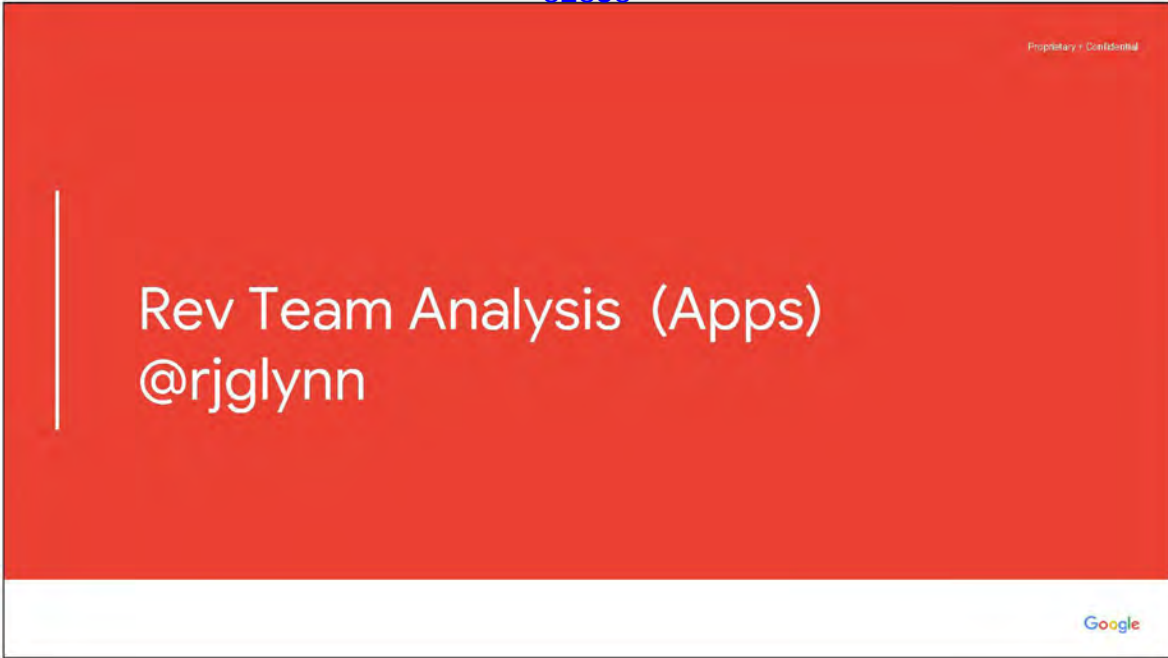 Proprietary + Confidential
Rev Team Analysis (Apps)
@rjglynn
Google